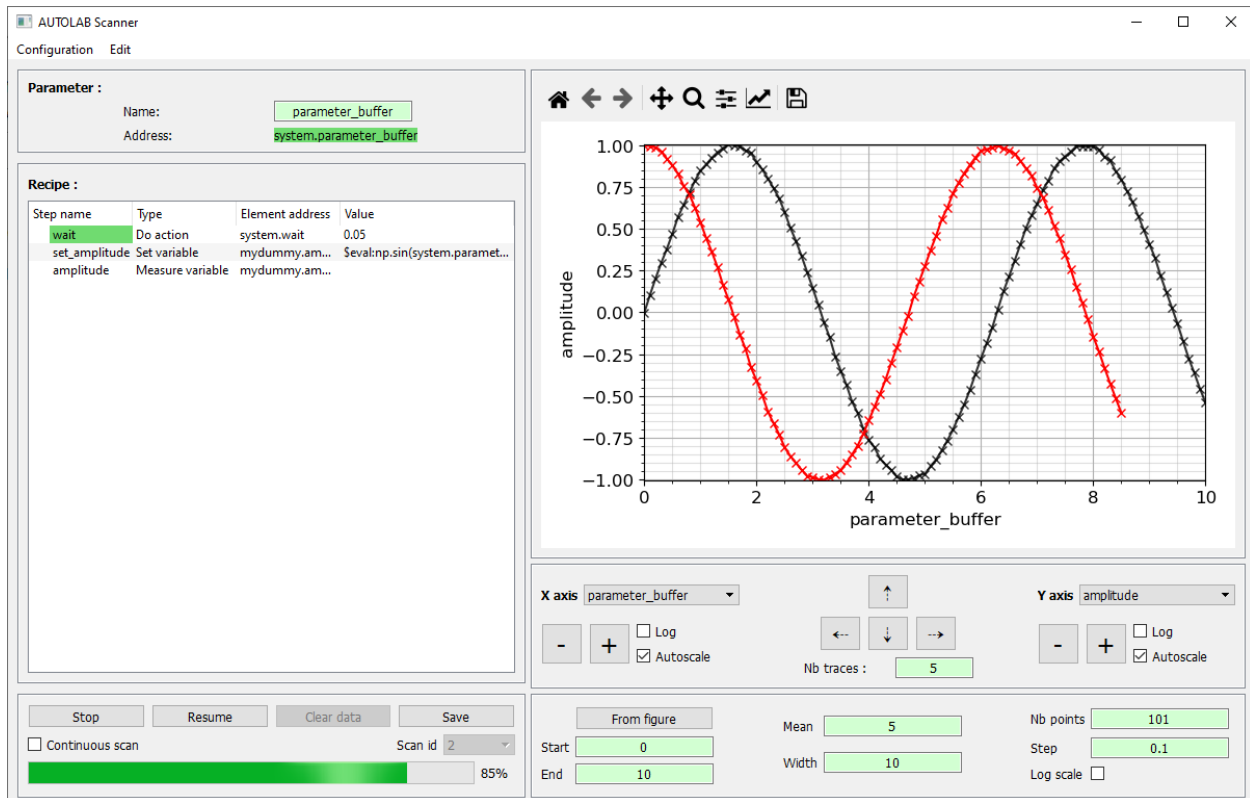 AUTOLAB Scanner
Configuration Edit
Parameter :
Name: parameter_buffer
Address: system.parameter_buffer
Recipe :
Step name Type Element address Value
wait Do action system.wait 0.05
set_amplitude Set variable mydummy.am... $eval:np.sin(system.paramet...
amplitude Measure variable mydummy.am...
Stop Resume Clear data Save
Continuous scan Scan id 2
85%
1.00
0.75
0.50
0.25
0.00
−0.25
−0.50
−0.75
−1.00
amplitude
0 2 4 6 8 10
parameter_buffer
X axis parameter_buffer
- + Log
Autoscale
Nb traces : 5
Y axis amplitude
- + Log
Autoscale
From figure
Start 0
End 10
Mean 5
Width 10
Nb points 101
Step 0.1
Log scale